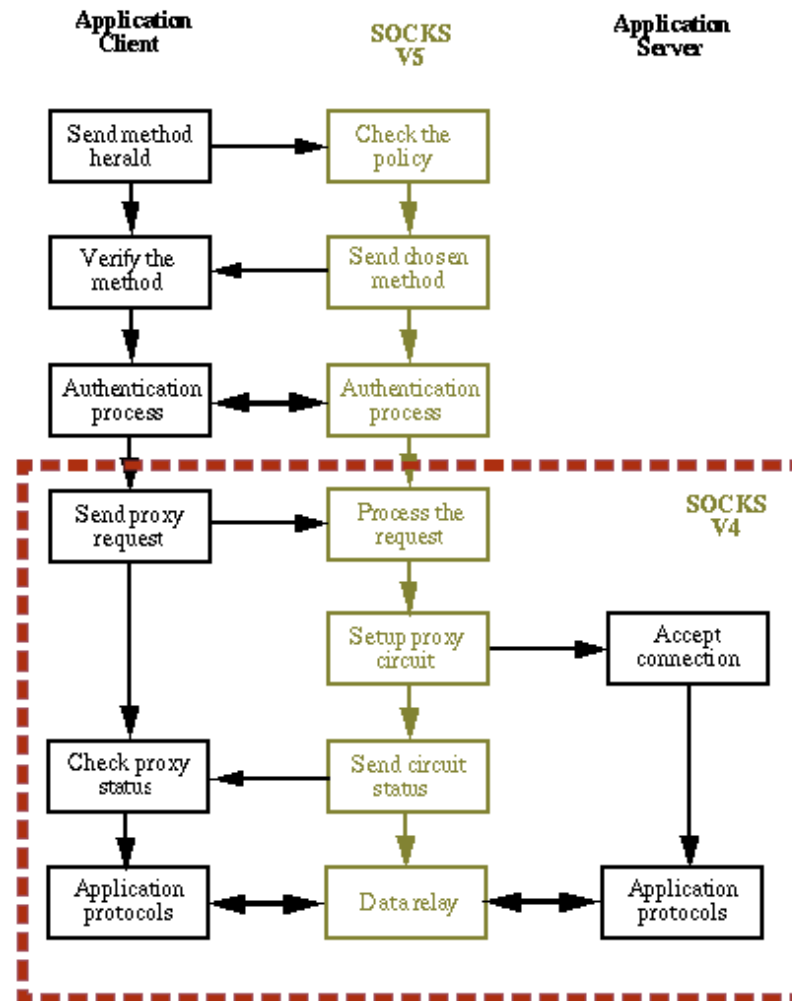 Application
Client
SOCKS
V5
Application
Server
Send method
herald
Check the
policy
Verify the
method
Send chosen
method
Authentication
process
Authentication
process
SOCKS
V4
Send proxy
request
Process the
request
Setup proxy
circuit
Accept
connection
Check proxy
status
Send circuit
status
Application
protocols
Data relay
Application
protocols